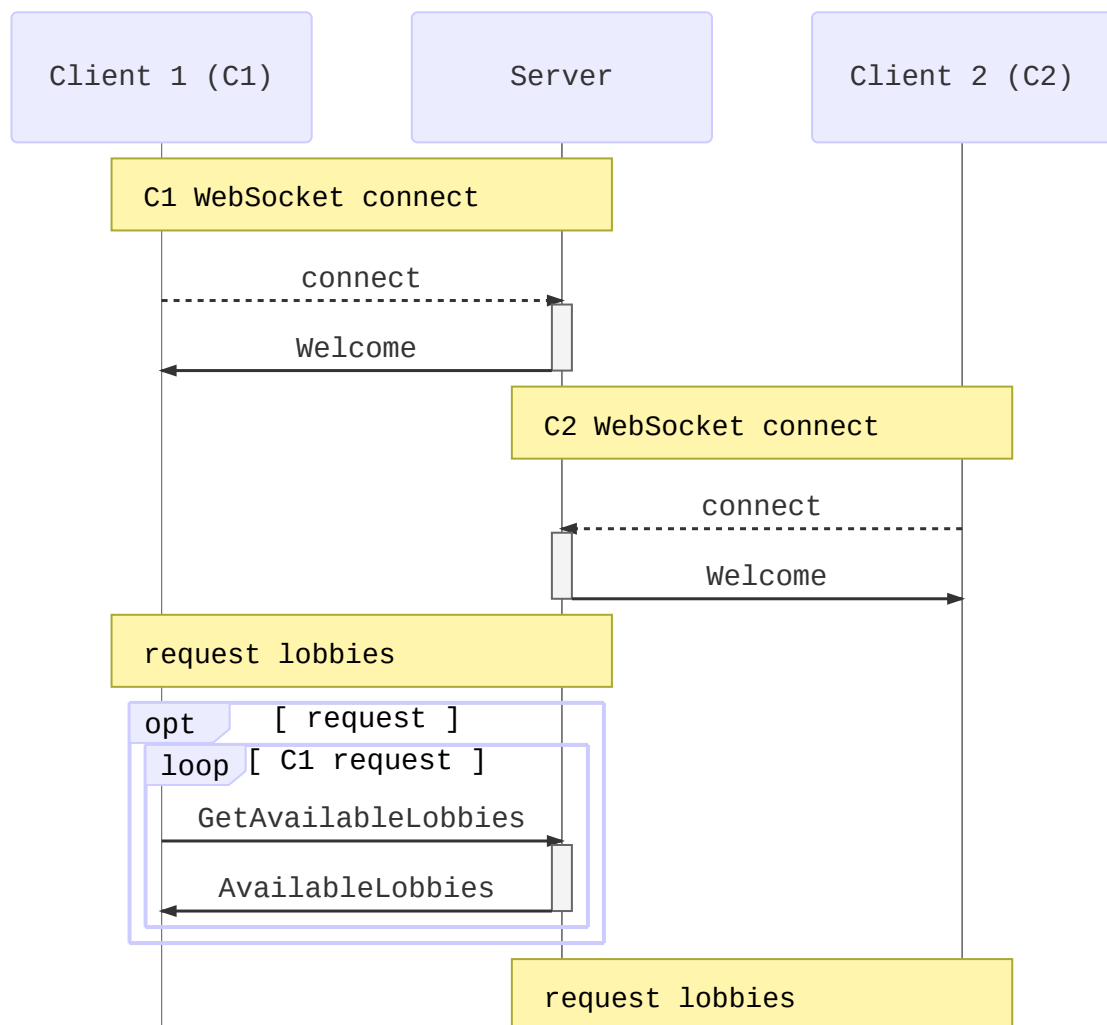 Client 1 (C1)
Server
Client 2 (C2)
C1 WebSocket connect
connect
Welcome
C2 WebSocket connect
connect
Welcome
request lobbies
opt
[ request ]
loop
[ C1 request ]
GetAvailableLobbies
AvailableLobbies
request lobbies